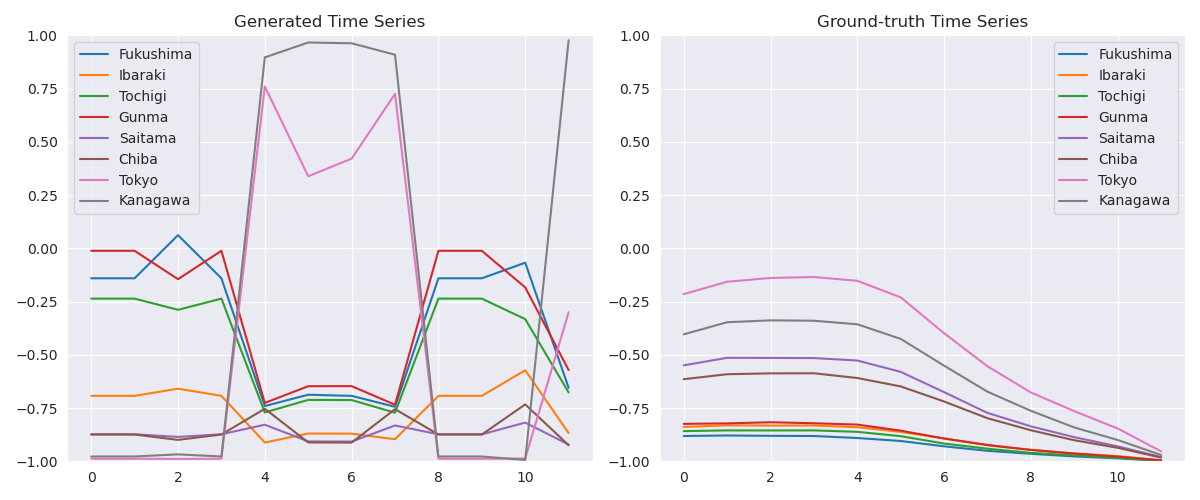 Generated Time Series
1.00
0.75
0.50
0.25
0.00
−0.25
−0.50
−0.75
−1.00
0 2 4 6 8 10
Fukushima
Ibaraki
Tochigi
Gunma
Saitama
Chiba
Tokyo
Kanagawa
Ground-truth Time Series
1.00
0.75
0.50
0.25
0.00
−0.25
−0.50
−0.75
−1.00
0 2 4 6 8 10
Fukushima
Ibaraki
Tochigi
Gunma
Saitama
Chiba
Tokyo
Kanagawa